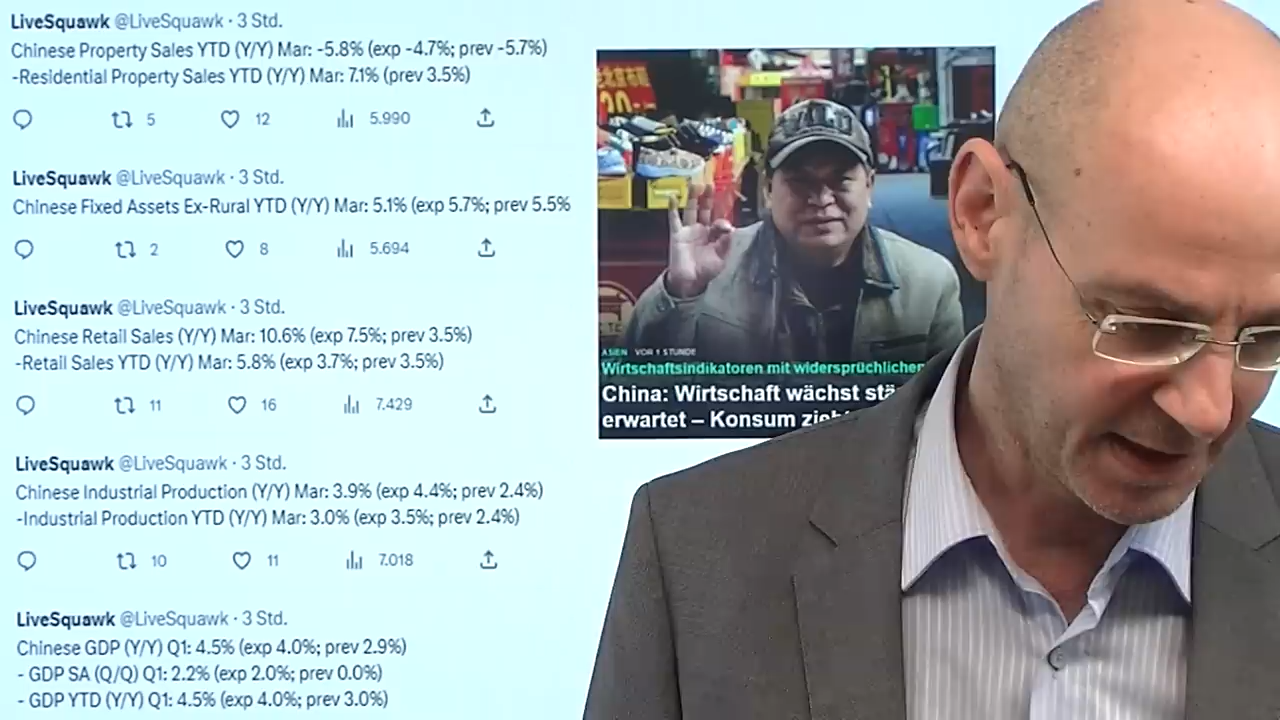 LiveSquawk @LiveSquawk · 3 Std.
Chinese Property Sales YTD (Y/Y) Mar: -5.8% (exp -4.7%; prev -5.7%)
-Residential Property Sales YTD (Y/Y) Mar: 7.1% (prev 3.5%)
5 12 5.990
LiveSquawk @LiveSquawk · 3 Std.
Chinese Fixed Assets Ex-Rural YTD (Y/Y) Mar: 5.1% (exp 5.7%; prev 5.5%
2 8 5.694
LiveSquawk @LiveSquawk · 3 Std.
Chinese Retail Sales (Y/Y) Mar: 10.6% (exp 7.5%; prev 3.5%)
-Retail Sales YTD (Y/Y) Mar: 5.8% (exp 3.7%; prev 3.5%)
11 16 7.429
LiveSquawk @LiveSquawk · 3 Std.
Chinese Industrial Production (Y/Y) Mar: 3.9% (exp 4.4%; prev 2.4%)
-Industrial Production YTD (Y/Y) Mar: 3.0% (exp 3.5%; prev 2.4%)
10 11 7.018
LiveSquawk @LiveSquawk · 3 Std.
Chinese GDP (Y/Y) Q1: 4.5% (exp 4.0%; prev 2.9%)
- GDP SA (Q/Q) Q1: 2.2% (exp 2.0%; prev 0.0%)
- GDP YTD (Y/Y) Q1: 4.5% (exp 4.0%; prev 3.0%)
ASIEN VOR 1 STUNDE
Wirtschaftsindikatoren mit widersprüchlichen
China: Wirtschaft wächst
erwartet – Konsum